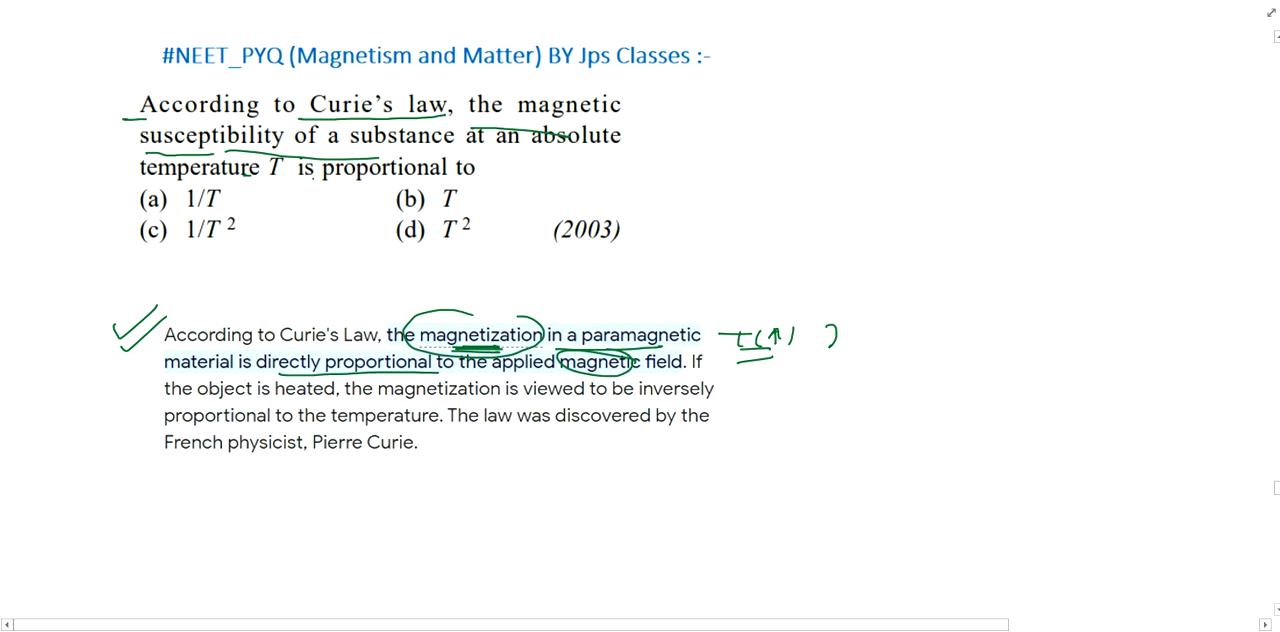 #NEET_PYQ (Magnetism and Matter) BY Jps Classes :-
According to Curie's law, the magnetic
susceptibility of a substance at an absolute
temperature T is proportional to
(a) 1/T (b) T
(c) 1/T² (d) T² (2003)
According to Curie's Law, the magnetization in a paramagnetic
material is directly proportional to the applied magnetic field. If
the object is heated, the magnetization is viewed to be inversely
proportional to the temperature. The law was discovered by the
French physicist, Pierre Curie.